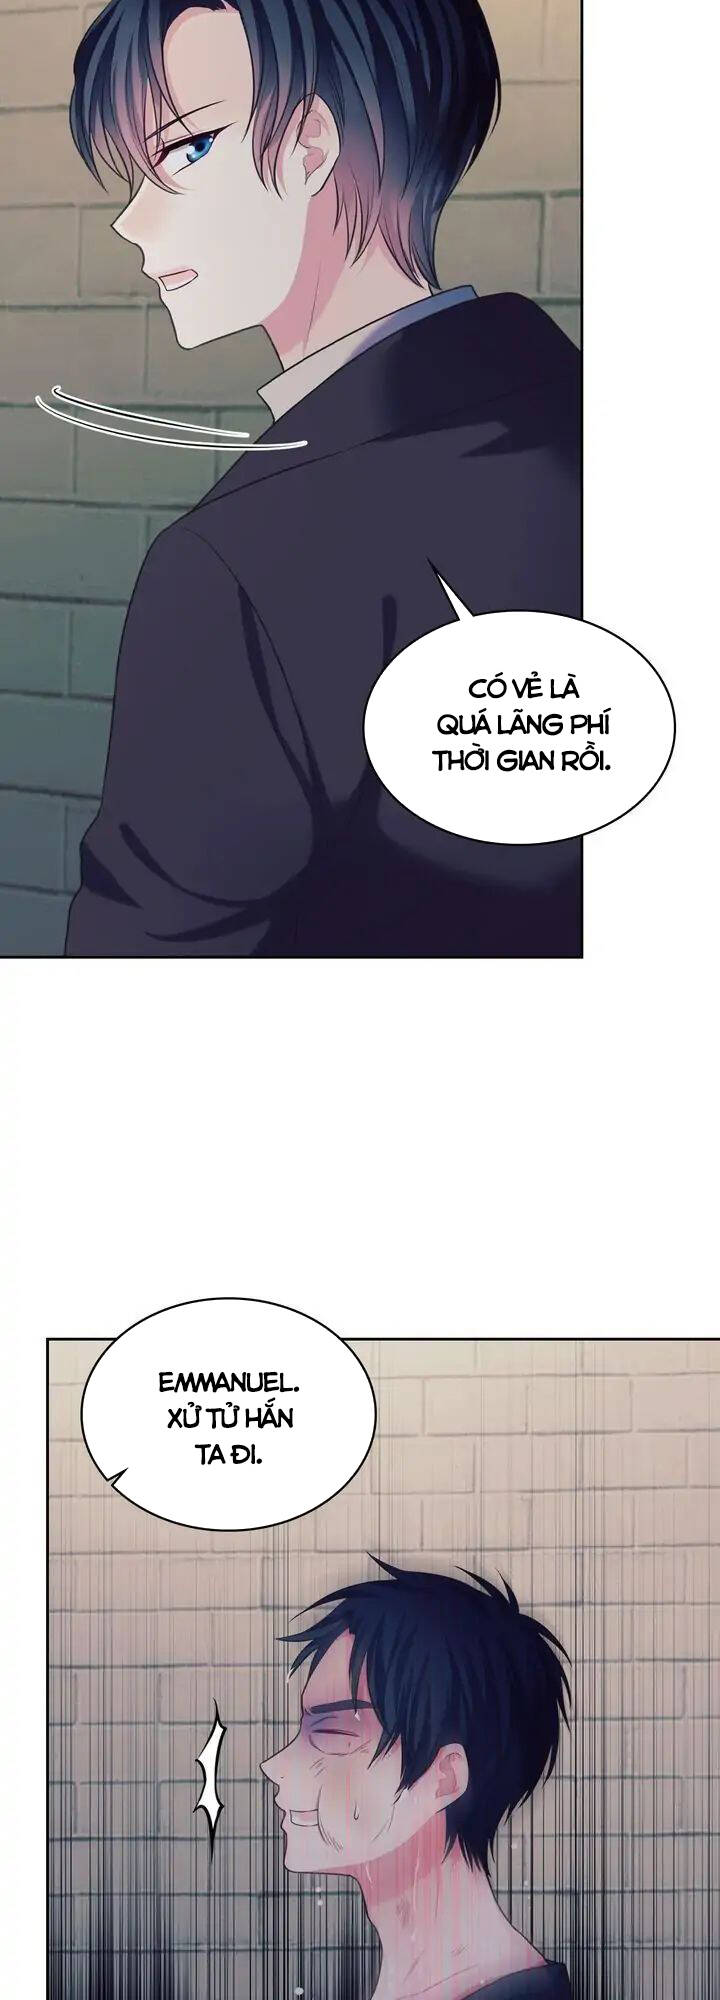 CÓ VẺ LÀ
QUÁ LÃNG PHÍ
THỜI GIAN RỒI.
EMMANUEL.
XỬ TỬ HẮN
TA ĐI.